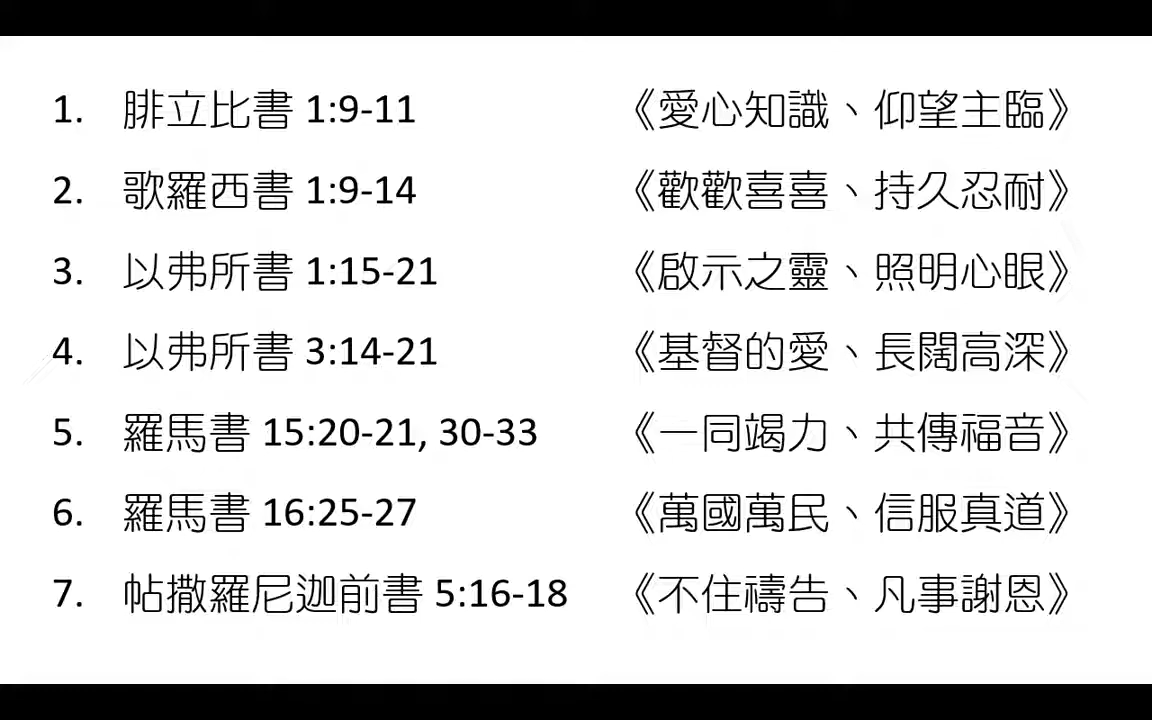 1. 腓立比書 1:9-11 《愛心知識、仰望主臨》
2. 歌羅西書 1:9-14 《歡歡喜喜、持久忍耐》
3. 以弗所書 1:15-21 《啟示之靈、照明心眼》
4. 以弗所書 3:14-21 《基督的愛、長闊高深》
5. 羅馬書 15:20-21, 30-33 《一同竭力、共傳福音》
6. 羅馬書 16:25-27 《萬國萬民、信服真道》
7. 帖撒羅尼迦前書 5:16-18 《不住禱告、凡事謝恩》